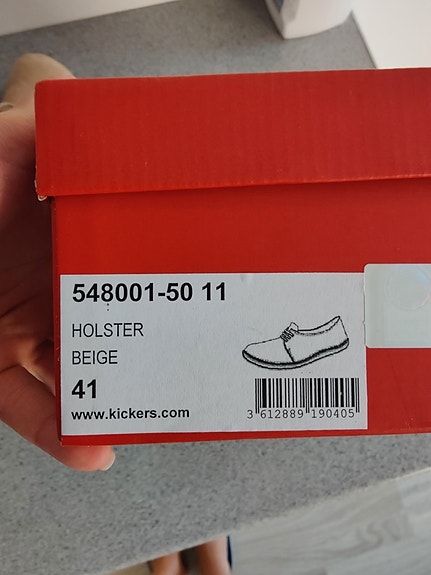 548001-50 11
HOLSTER
BEIGE
41
www.kickers.com
3 612889 190405